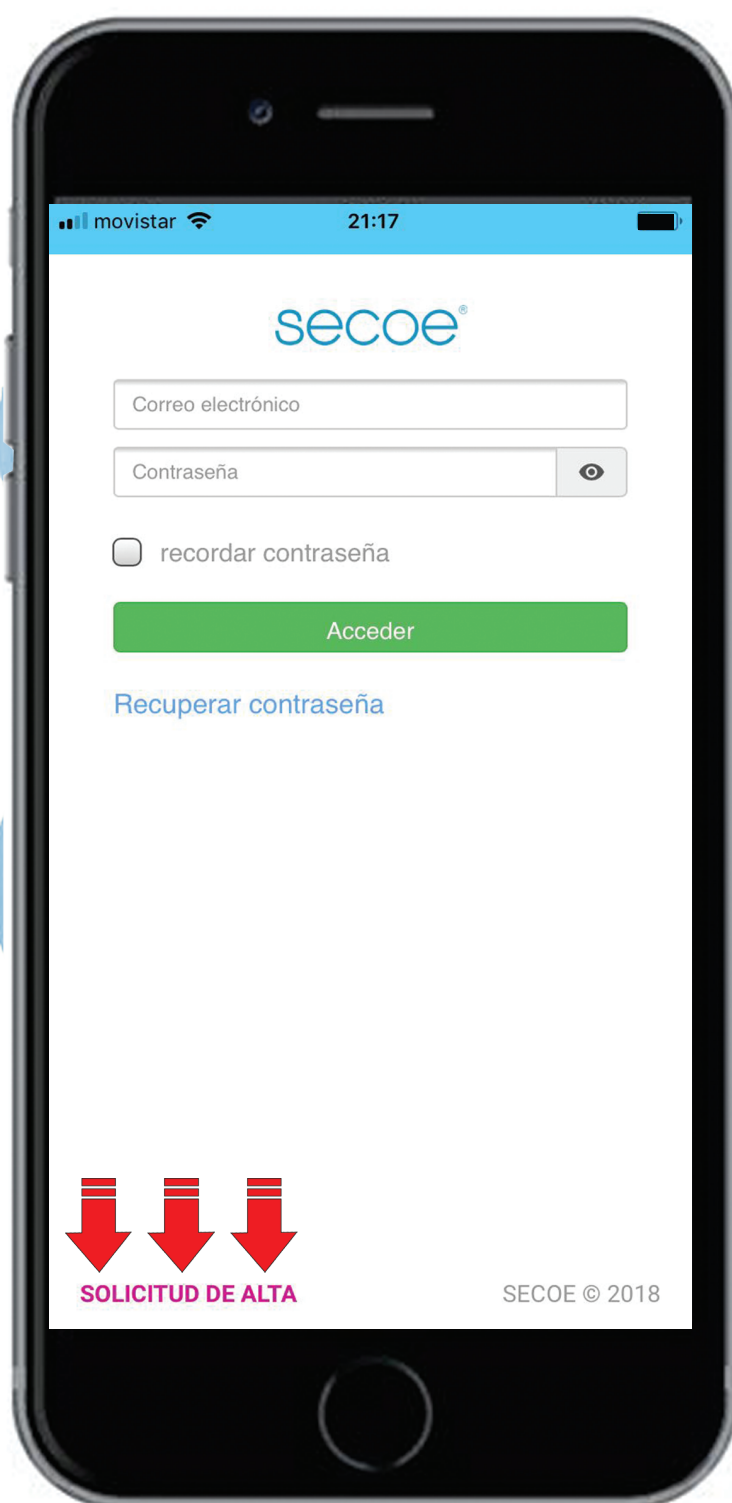 movistar 21:17
secoe®
Correo electrónico
Contraseña
recordar contraseña
Acceder
Recuperar contraseña
SOLICITUD DE ALTA SECOE © 2018